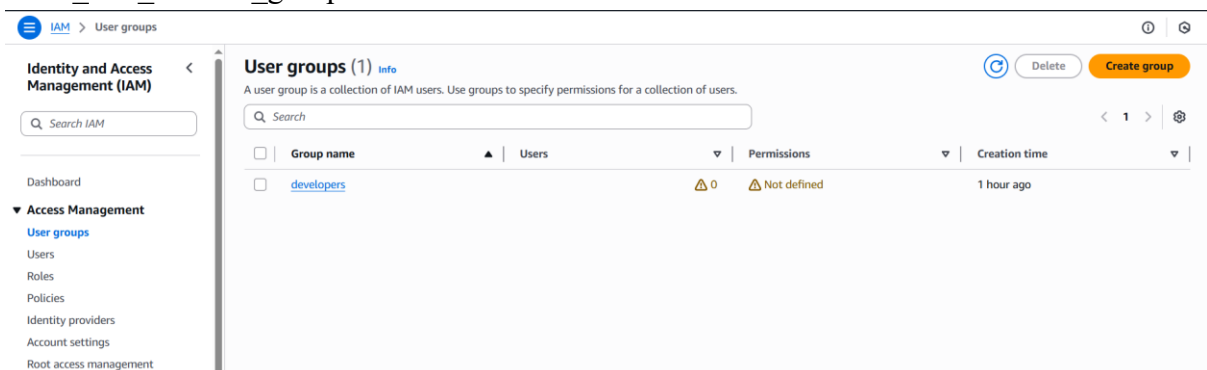 IAM > User groups
Identity and Access
Management (IAM)
Search IAM
Dashboard
Access Management
User groups
Users
Roles
Policies
Identity providers
Account settings
Root access management
User groups (1) Info
A user group is a collection of IAM users. Use groups to specify permissions for a collection of users.
Delete
Create group
Search
< 1 >
Group name Users Permissions Creation time
developers 0 Not defined 1 hour ago